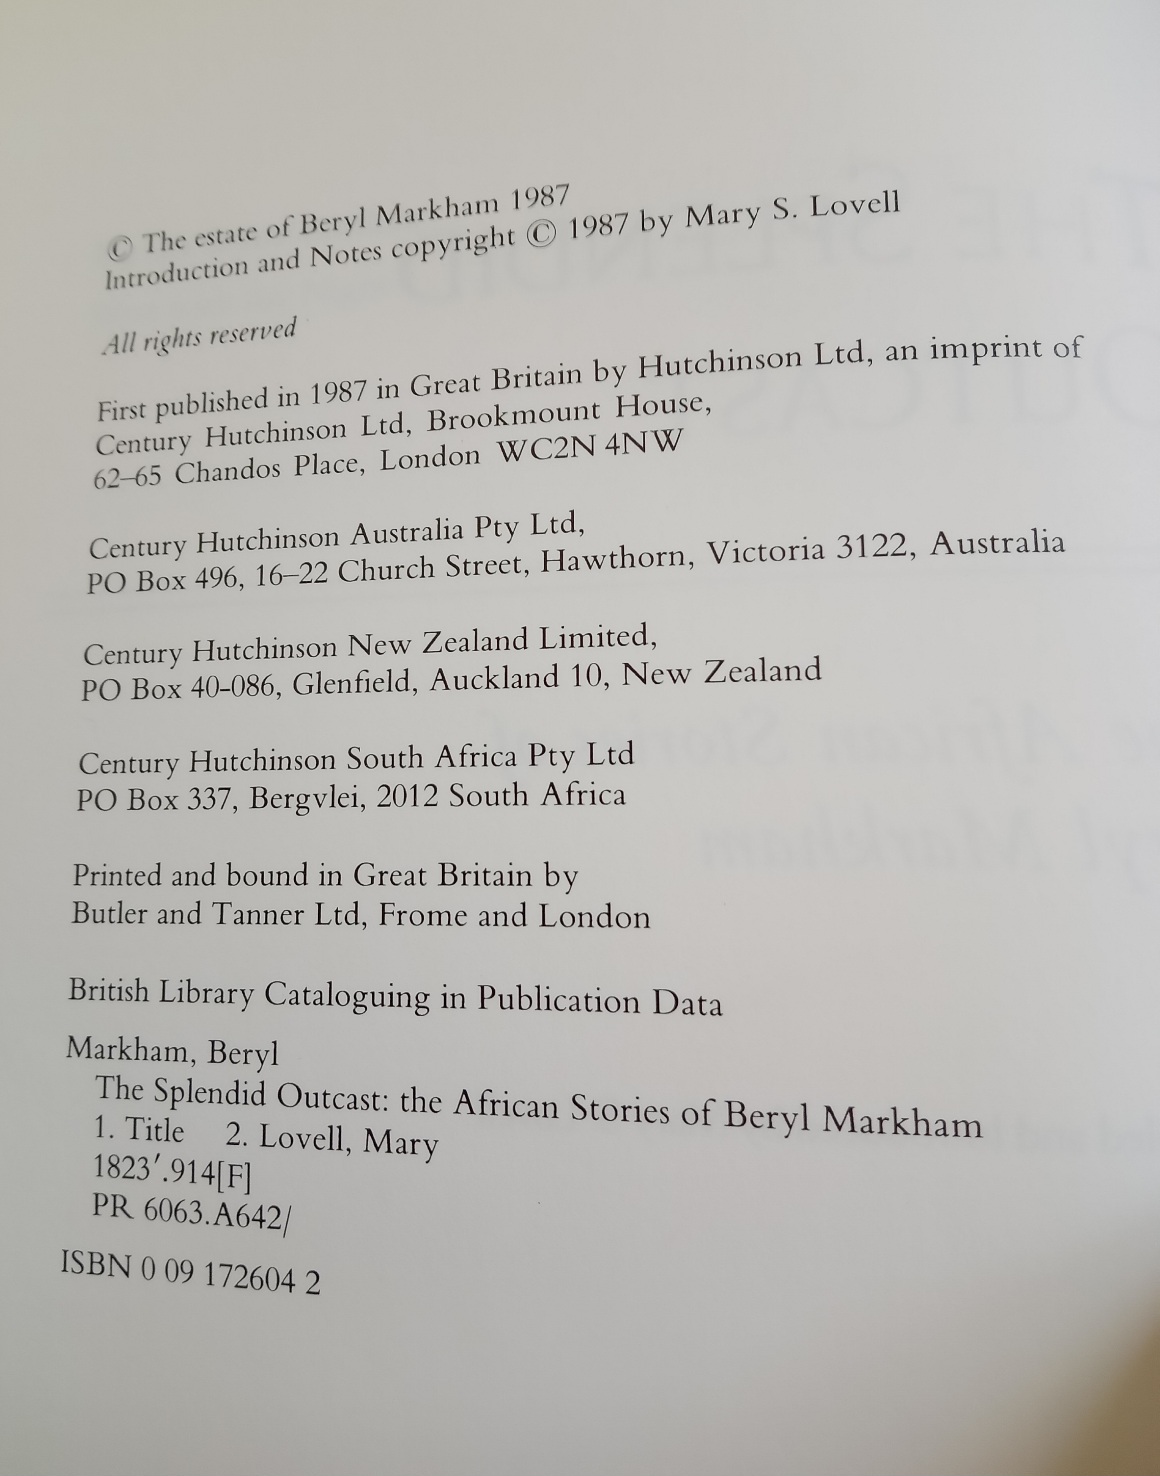 © The estate of Beryl Markham 1987
Introduction and Notes copyright © 1987 by Mary S. Lovell
All rights reserved
First published in 1987 in Great Britain by Hutchinson Ltd, an imprint of
Century Hutchinson Ltd, Brookmount House,
62–65 Chandos Place, London WC2N 4NW
Century Hutchinson Australia Pty Ltd,
PO Box 496, 16–22 Church Street, Hawthorn, Victoria 3122, Australia
Century Hutchinson New Zealand Limited,
PO Box 40-086, Glenfield, Auckland 10, New Zealand
Century Hutchinson South Africa Pty Ltd
PO Box 337, Bergvlei, 2012 South Africa
Printed and bound in Great Britain by
Butler and Tanner Ltd, Frome and London
British Library Cataloguing in Publication Data
Markham, Beryl
The Splendid Outcast: the African Stories of Beryl Markham
1. Title 2. Lovell, Mary
1823′.914[F]
PR 6063.A642/
ISBN 0 09 172604 2